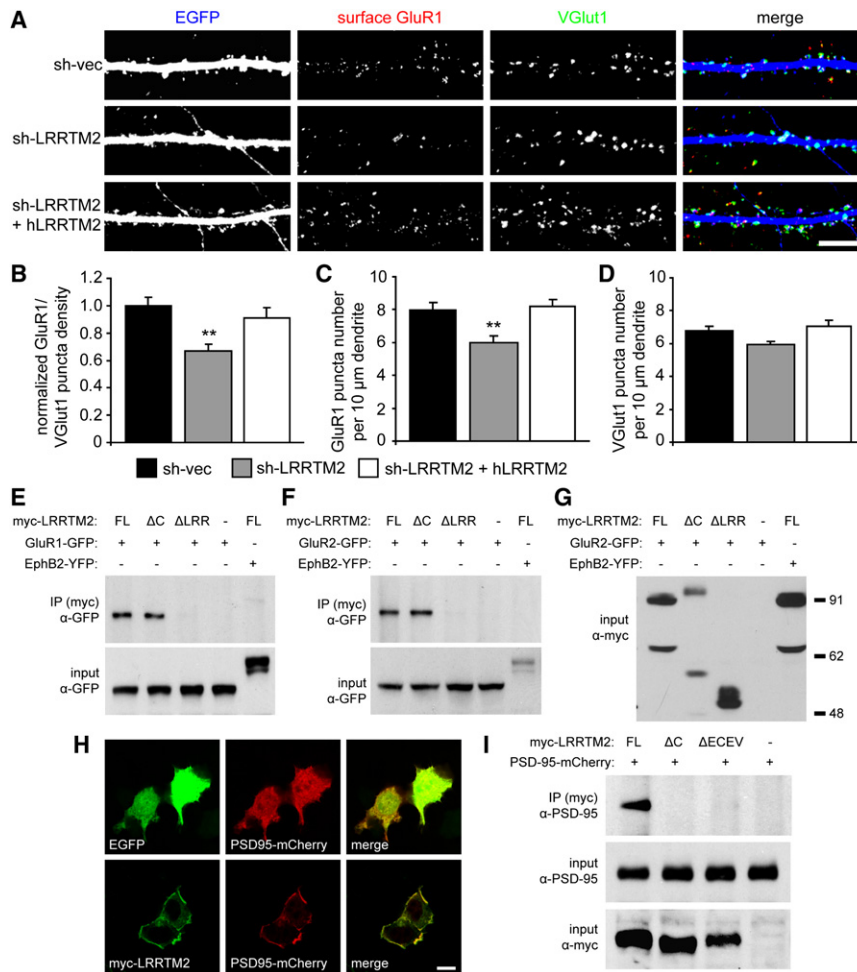 A
EGFP surface GluR1 VGlut1 merge
sh-vec
sh-LRRTM2
sh-LRRTM2
+ hLRRTM2
B C D
normalized GluR1/
VGlut1 puncta density
1.2
1.0
0.8
0.6
0.4
0.2
0
**
GluR1 puncta number
per 10 µm dendrite
10
8
6
4
2
0
**
VGlut1 puncta number
per 10 µm dendrite
10
8
6
4
2
0
sh-vec sh-LRRTM2 sh-LRRTM2 + hLRRTM2
E
myc-LRRTM2: FL ΔC ΔLRR - FL
GluR1-GFP: + + + + -
EphB2-YFP: - - - - +
IP (myc)
α-GFP
input
α-GFP
F
myc-LRRTM2: FL ΔC ΔLRR - FL
GluR2-GFP: + + + + -
EphB2-YFP: - - - - +
IP (myc)
α-GFP
input
α-GFP
G
myc-LRRTM2: FL ΔC ΔLRR - FL
GluR2-GFP: + + + + -
EphB2-YFP: - - - - +
input
α-myc
91
62
48
H
EGFP PSD95-mCherry merge
myc-LRRTM2 PSD95-mCherry merge
I
myc-LRRTM2: FL ΔC ΔECEV -
PSD-95-mCherry: + + + +
IP (myc)
α-PSD-95
input
α-PSD-95
input
α-myc